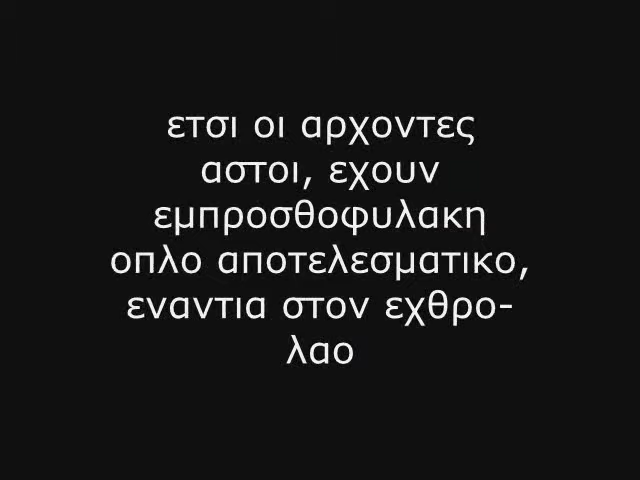 ετσι οι αρχοντες
αστοι, εχουν
εμπροσθοφυλακη
οπλο αποτελεσματικο,
εναντια στον εχθρο-
λαο